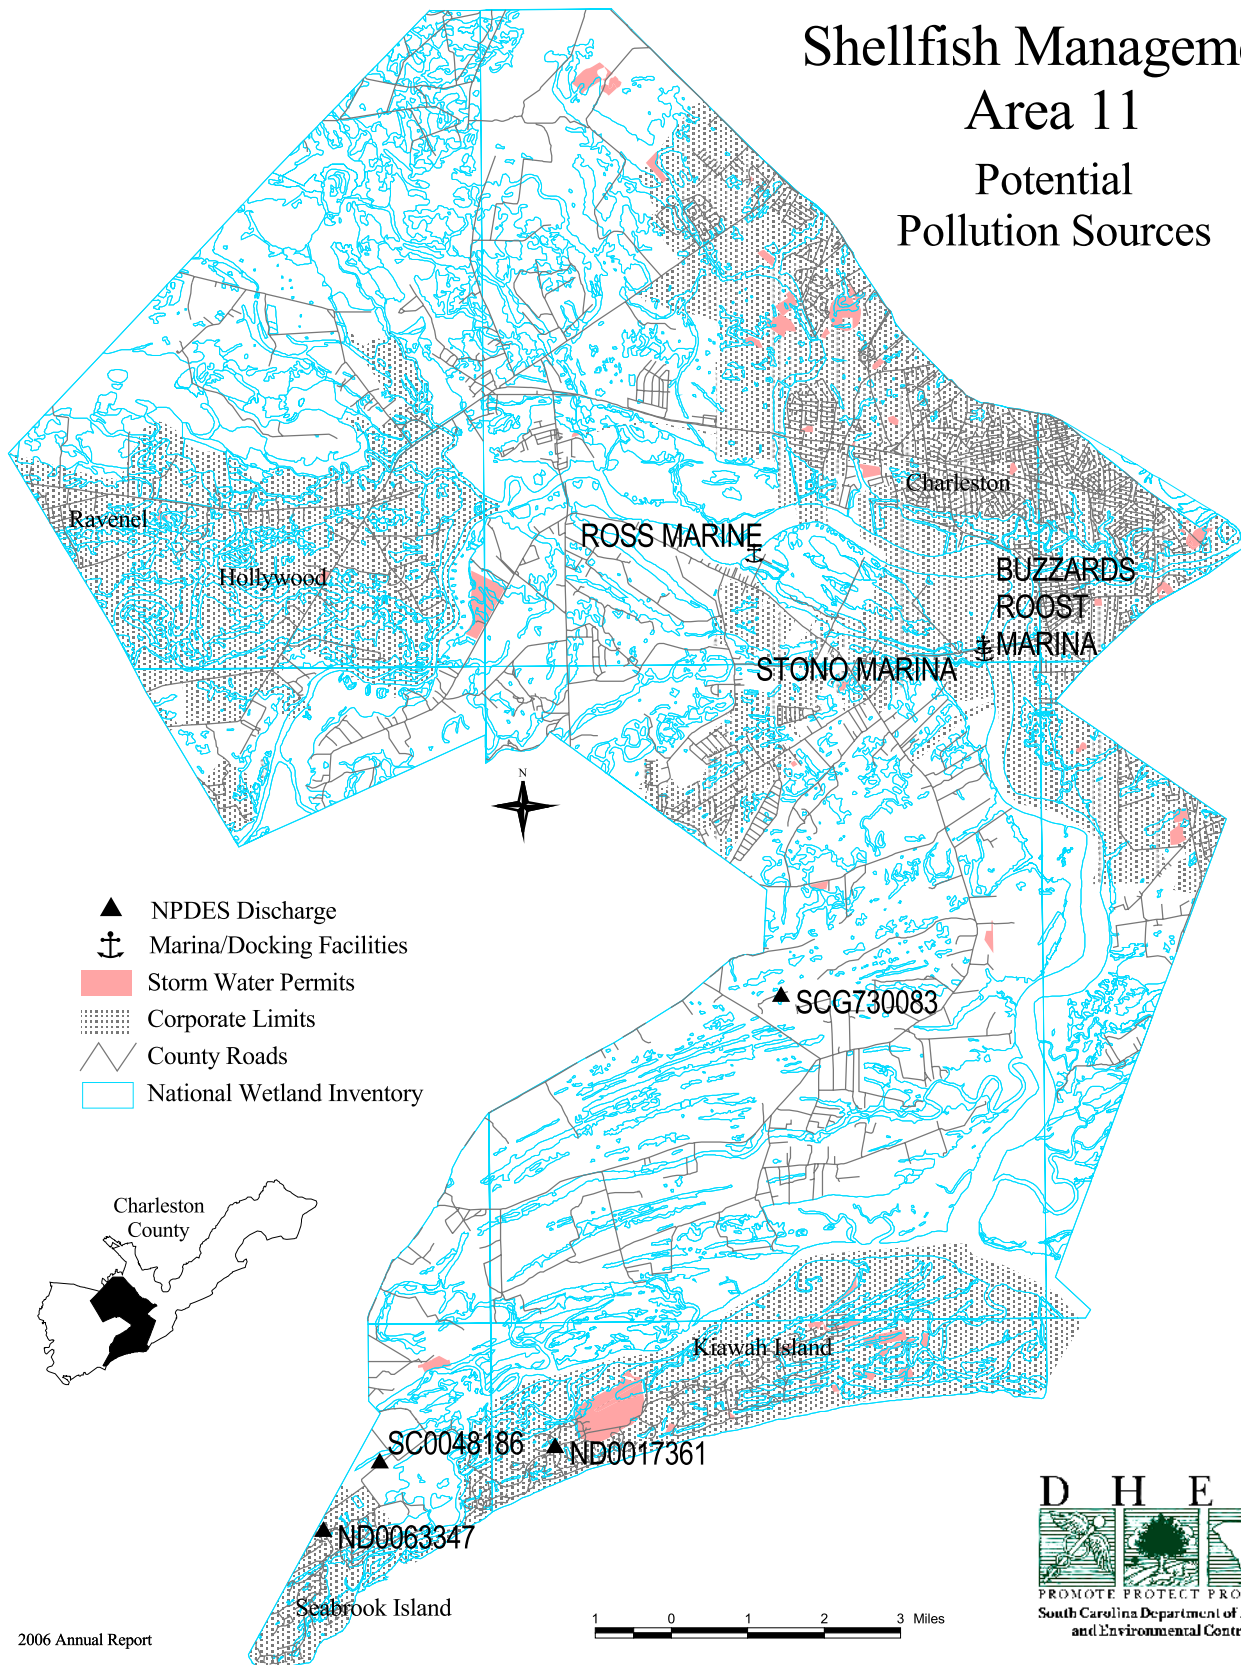 Shellfish Manageme
Area 11
Potential
Pollution Sources
Ravenel
Hollywood
Charleston
ROSS MARINE
BUZZARDS
ROOST
MARINA
STONO MARINA
N
NPDES Discharge
Marina/Docking Facilities
Storm Water Permits
Corporate Limits
County Roads
National Wetland Inventory
SCG730083
Charleston
County
Kiawah Island
SC0048186
ND0017361
ND0063347
Seabrook Island
1 0 1 2 3 Miles
2006 Annual Report
D H E
PROMOTE PROTECT PRO
South Carolina Department of
and Environmental Contr